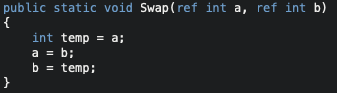 public static void Swap(ref int a, ref int b)
{
    int temp = a;
    a = b;
    b = temp;
}